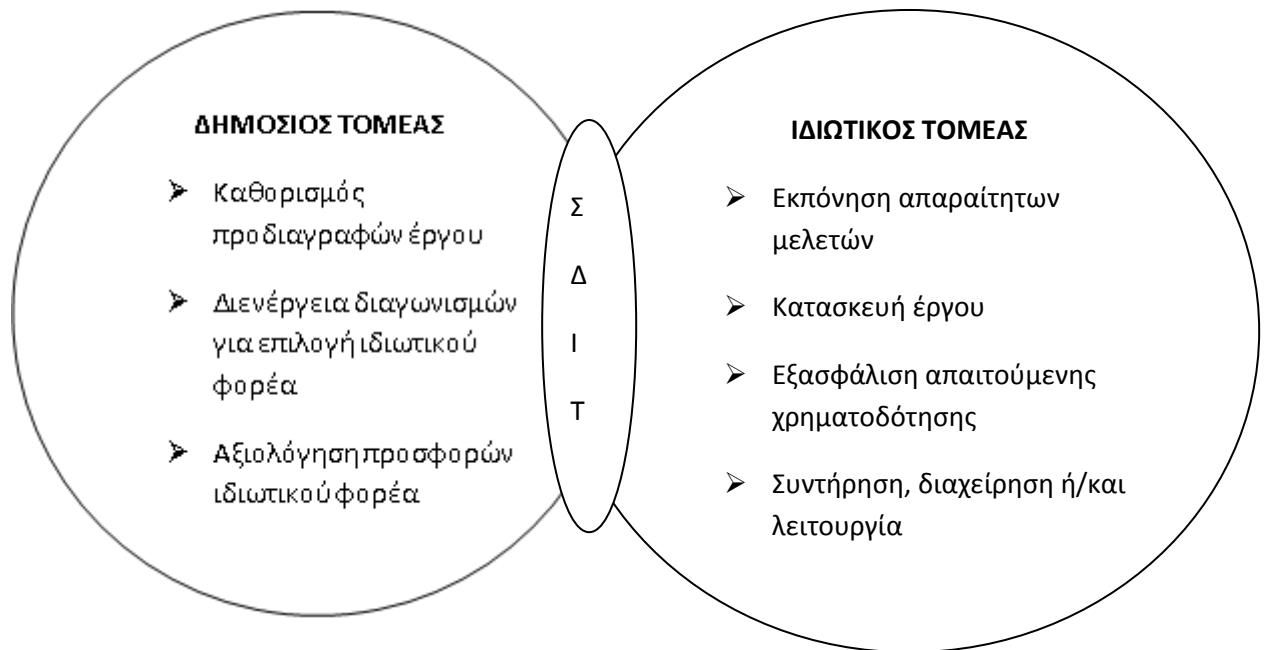 ΔΗΜΟΣΙΟΣ ΤΟΜΕΑΣ
➢ Καθορισμός
προδιαγραφών έργου
➢ Διενέργεια διαγωνισμών
για επιλογή ιδιωτικού
φορέα
➢ Αξιολόγηση προσφορών
ιδιωτικού φορέα
Σ
Δ
Ι
Τ
ΙΔΙΩΤΙΚΟΣ ΤΟΜΕΑΣ
➢ Εκπόνηση απαραίτητων
μελετών
➢ Κατασκευή έργου
➢ Εξασφάλιση απαιτούμενης
χρηματοδότησης
➢ Συντήρηση, διαχείρηση ή/και
λειτουργία